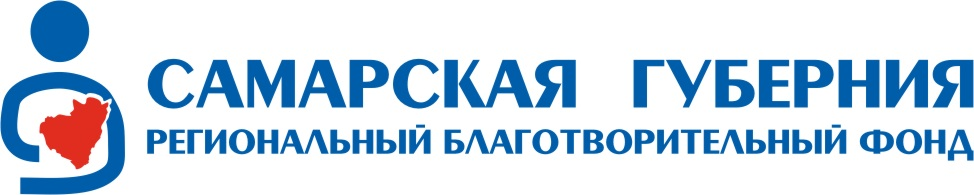 САМАРСКАЯ ГУБЕРНИЯ
РЕГИОНАЛЬНЫЙ БЛАГОТВОРИТЕЛЬНЫЙ ФОНД